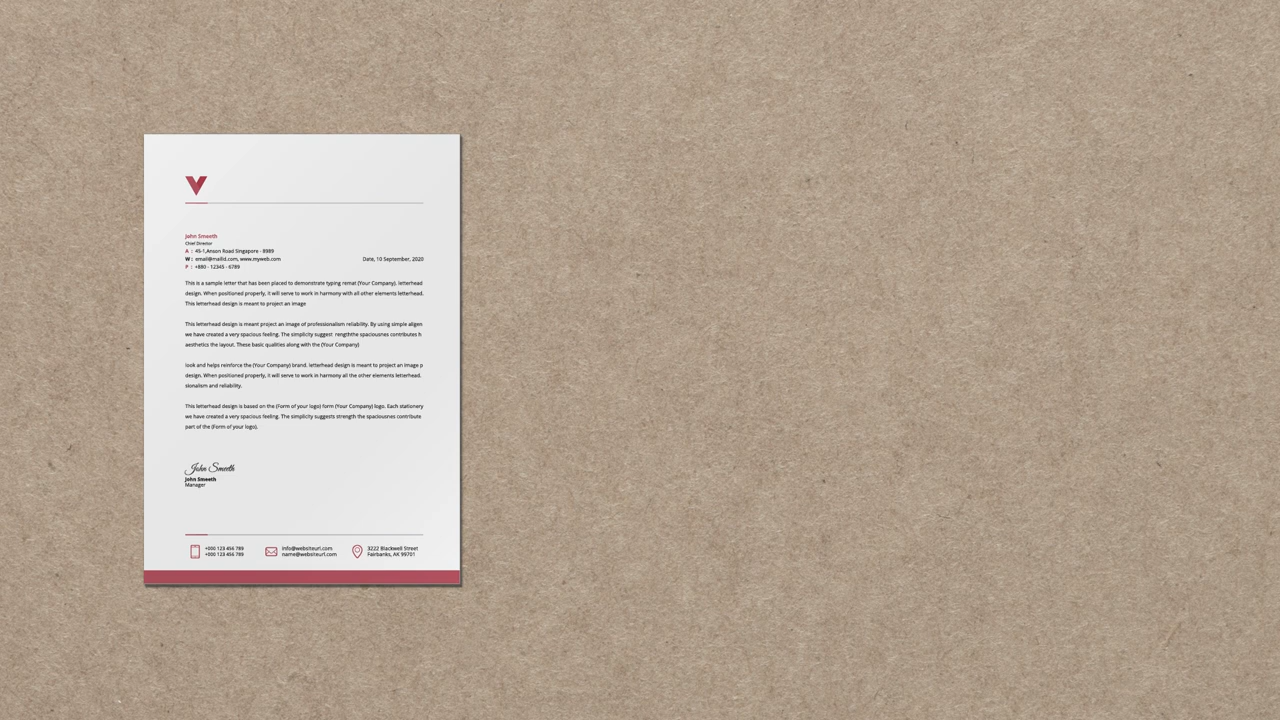 John Smeeth
Chief Director
A : 45-1,Anson Road Singapore - 8989
W : email@mailid.com, www.myweb.com
Date, 10 September, 2020
P : +880 - 12345 - 6789
This is a sample letter that has been placed to demonstrate typing remat (Your Company). letterhead
design. When positioned properly, it will serve to work in harmony with all other elements letterhead.
This letterhead design is meant to project an image
This letterhead design is meant project an image of professionalism reliability. By using simple aligen
we have created a very spacious feeling. The simplicity suggest rengththe spaciousnes contributes h
aesthetics the layout. These basic qualities along with the (Your Company)
look and helps reinforce the (Your Company) brand. letterhead design is meant to project an image p
design. When positioned properly, it will serve to work in harmony all the other elements letterhead.
sionalism and reliability.
This letterhead design is based on the (Form of your logo) form (Your Company) logo. Each stationery
we have created a very spacious feeling. The simplicity suggests strength the spaciousnes contribute
part of the (Form of your logo).
John Smeeth
John Smeeth
Manager
+000 123 456 789
+000 123 456 789
info@websiteurl.com
name@websiteurl.com
3222 Blackwell Street
Fairbanks, AK 99701